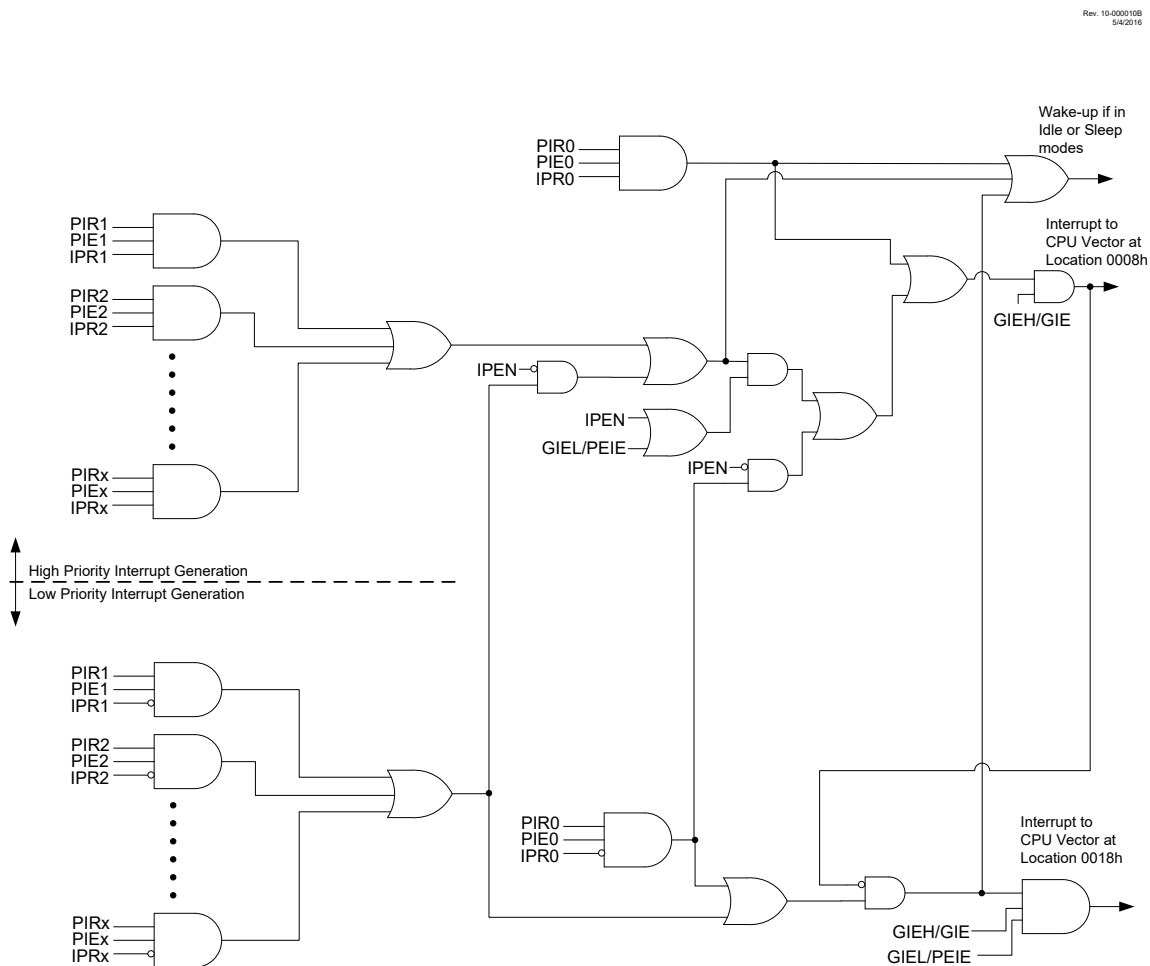 Rev. 10-000010B
5/4/2016
Wake-up if in
Idle or Sleep
modes
PIR0
PIE0
IPR0
PIR1
PIE1
IPR1
Interrupt to
CPU Vector at
Location 0008h
PIR2
PIE2
IPR2
GIEH/GIE
IPEN
IPEN
GIEL/PEIE
IPEN
PIRx
PIEx
IPRx
High Priority Interrupt Generation
Low Priority Interrupt Generation
PIR1
PIE1
IPR1
PIR2
PIE2
IPR2
PIR0
PIE0
IPR0
Interrupt to
CPU Vector at
Location 0018h
PIRx
PIEx
IPRx
GIEH/GIE
GIEL/PEIE